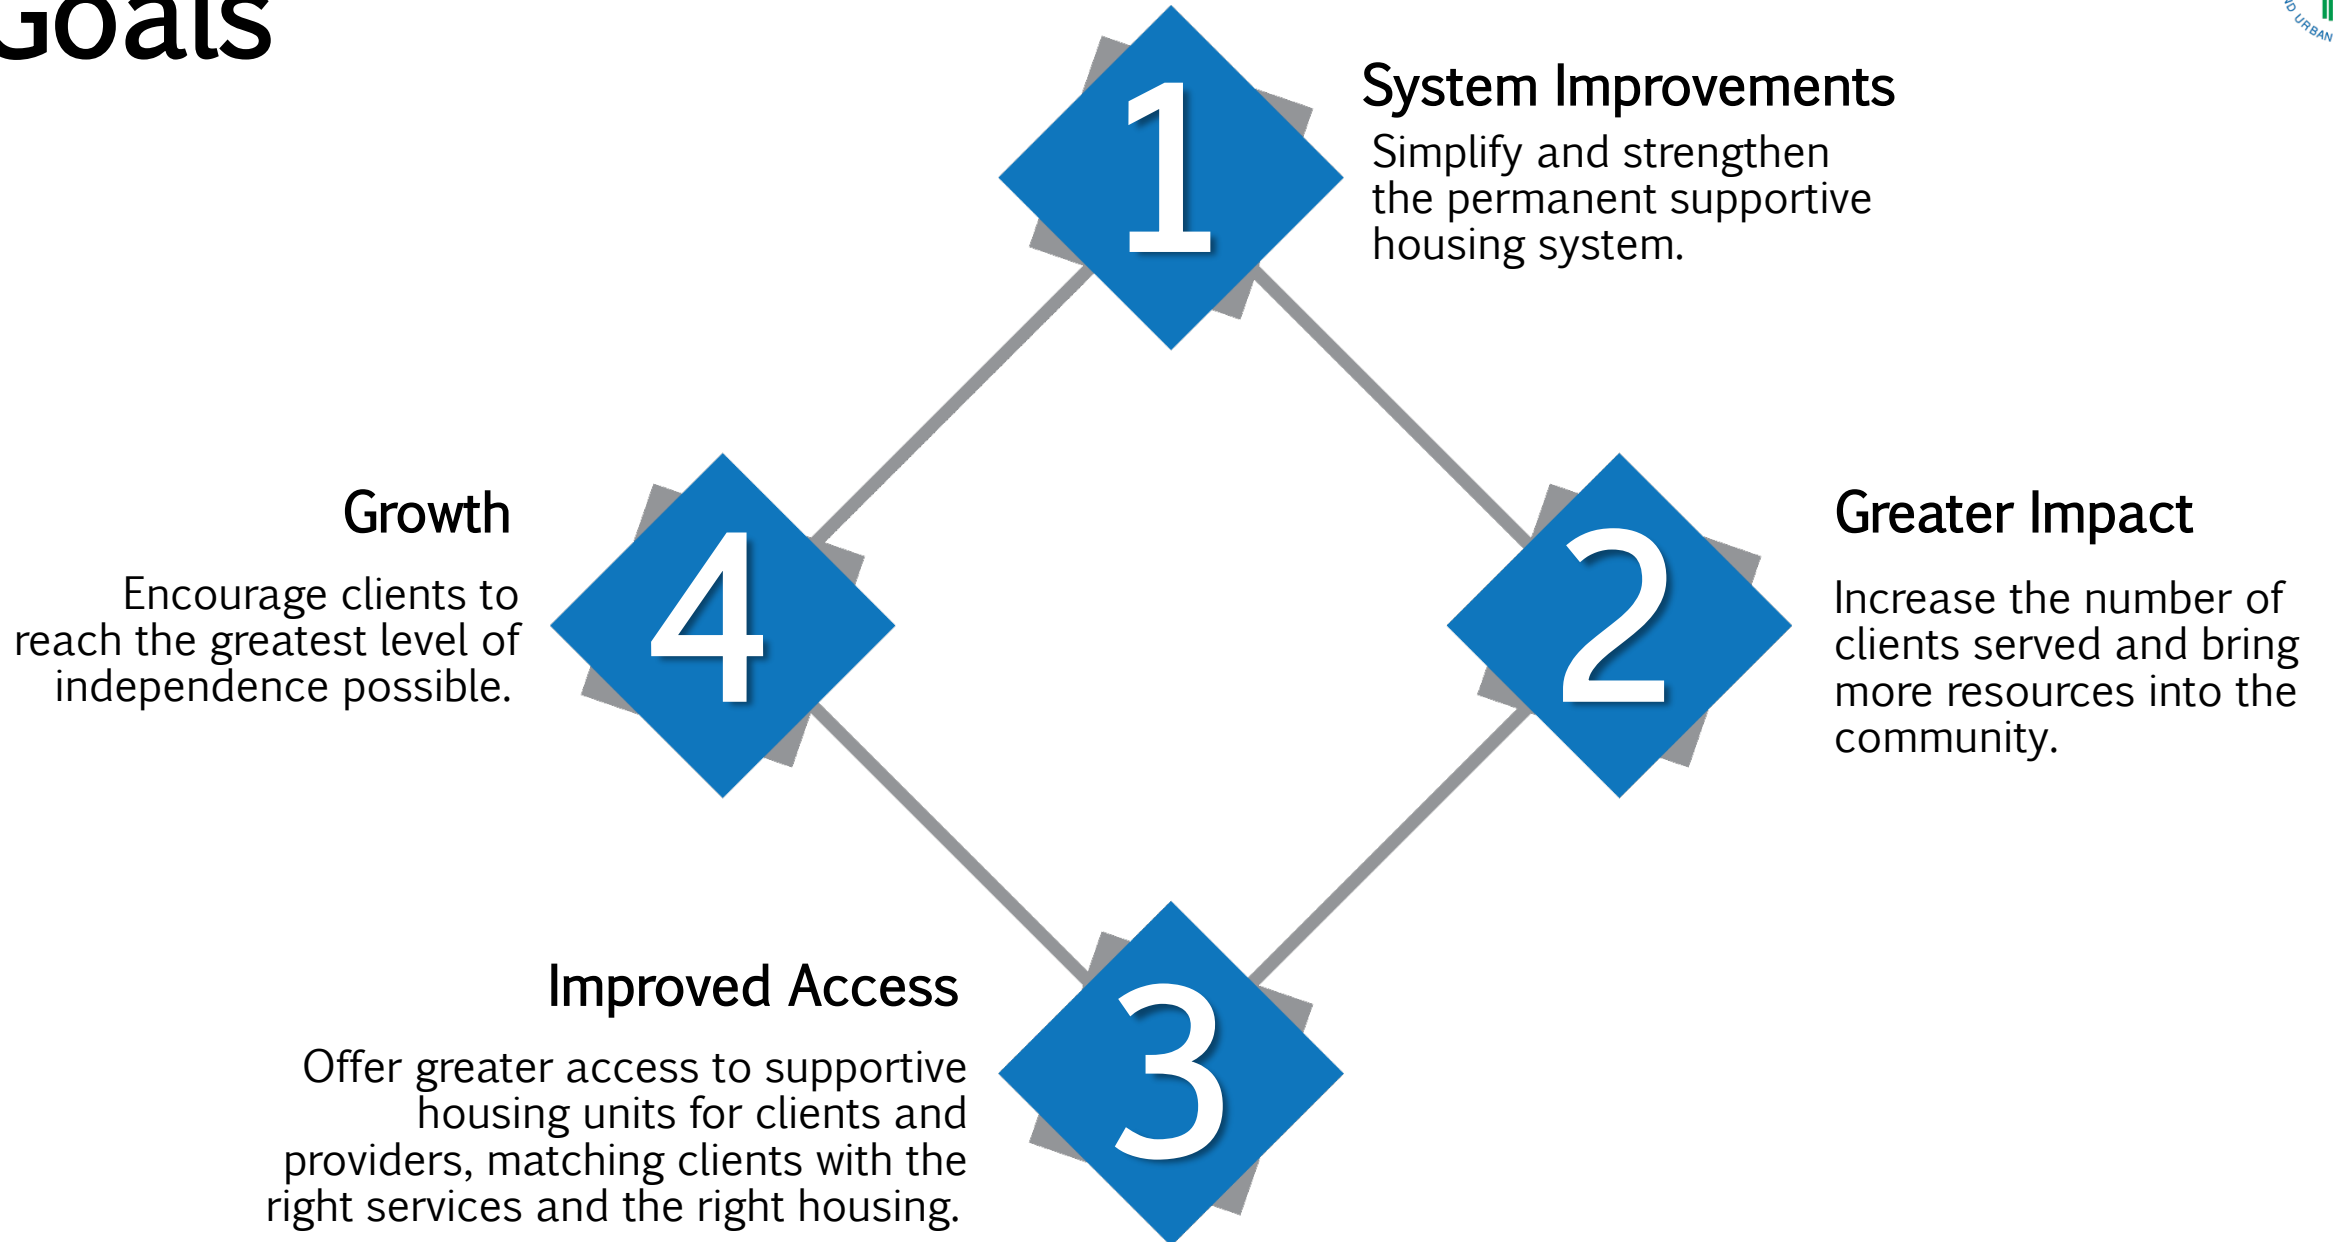 Goals
ND URBAN
1
System Improvements
Simplify and strengthen
the permanent supportive
housing system.
2
Greater Impact
Increase the number of
clients served and bring
more resources into the
community.
3
Improved Access
Offer greater access to supportive
housing units for clients and
providers, matching clients with the
right services and the right housing.
4
Growth
Encourage clients to
reach the greatest level of
independence possible.